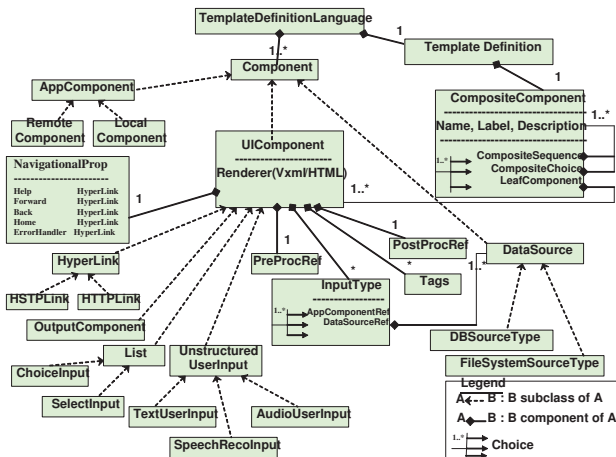 TemplateDefinitionLanguage
1
1..*
Template Definition
Component
1
AppComponent
Remote Component
Local Component
CompositeComponent
1..*
Name, Label, Description
1..*
CompositeSequence
CompositeChoice
LeafComponent
UIComponent
Renderer(Vxml/HTML)
1..*
NavigationalProp
Help HyperLink
Forward HyperLink
Back HyperLink
Home HyperLink
ErrorHandler HyperLink
1
1
1
PostProcRef
PreProcRef
*
*
Tags
1..*
DataSource
HyperLink
HSTPLink
HTTPLink
InputType
1..*
AppComponentRef
DataSourceRef
OutputComponent
DBSourceType
FileSystemSourceType
List
Unstructured
UserInput
ChoiceInput
SelectInput
TextUserInput
AudioUserInput
SpeechRecoInput
Legend
A B : B subclass of A
A B : B component of A
1..*
Choice